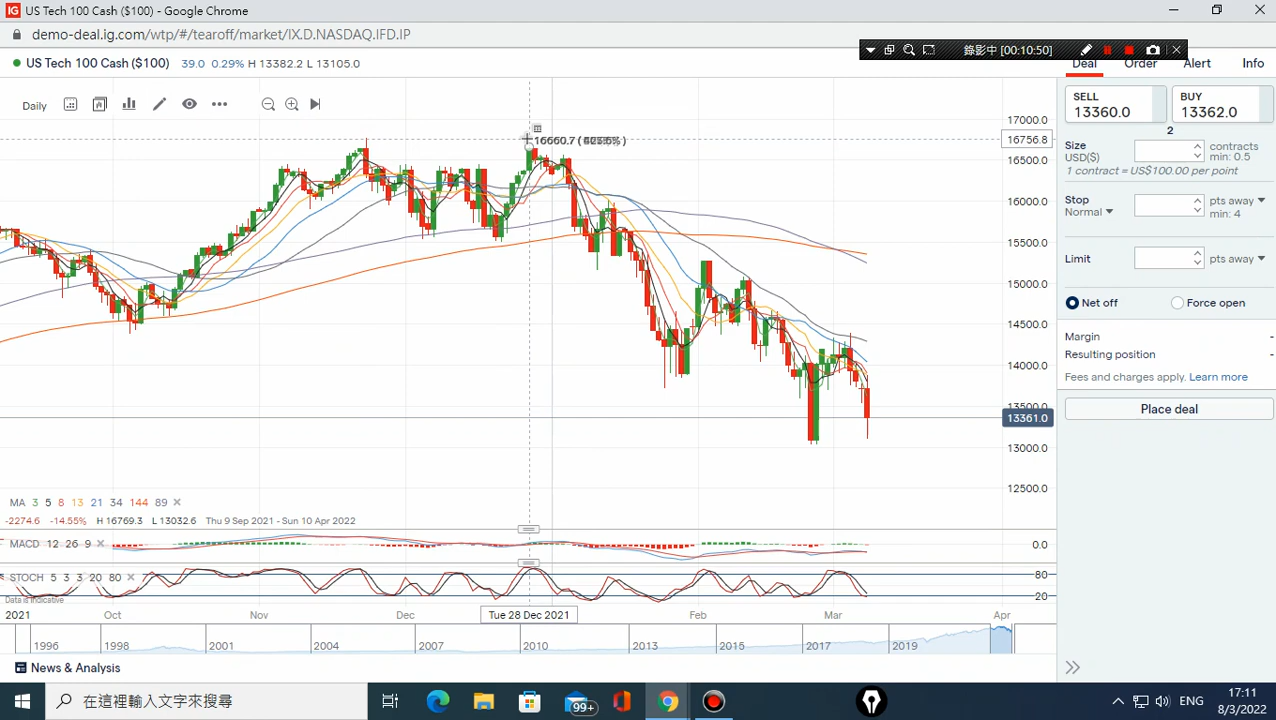 IG US Tech 100 Cash ($100) - Google Chrome
demo-deal.ig.com/wtp/#/tearoff/market/IX.D.NASDAQ.IFD.IP
錄影中 [00:10:50]
US Tech 100 Cash ($100) 39.0 0.29% H 13382.2 L 13105.0
Deal Order Alert Info
Daily
SELL
13360.0
BUY
13362.0
2
Size
USD($)
contracts
min: 0.5
1 contract = US$100.00 per point
Stop
Normal
pts away
min: 4
Limit
pts away
Net off
Force open
Margin -
Resulting position -
Fees and charges apply. Learn more
Place deal
17000.0
16756.8
16500.0
16000.0
15500.0
15000.0
14500.0
14000.0
13500.0
13361.0
13000.0
12500.0
MA 3 5 8 13 21 34 144 89
-2274.6 -14.55% H 16769.3 L 13032.6 Thu 9 Sep 2021 - Sun 10 Apr 2022
MACD 12 26 9
0.0
STOCH 5 3 3 20 80
80
20
Data is indicative
2021 Oct Nov Dec Tue 28 Dec 2021 Feb Mar Apr
1996 1998 2001 2004 2007 2010 2013 2015 2017 2019
News & Analysis
在這裡輸入文字來搜尋
99+
ENG
17:11
8/3/2022